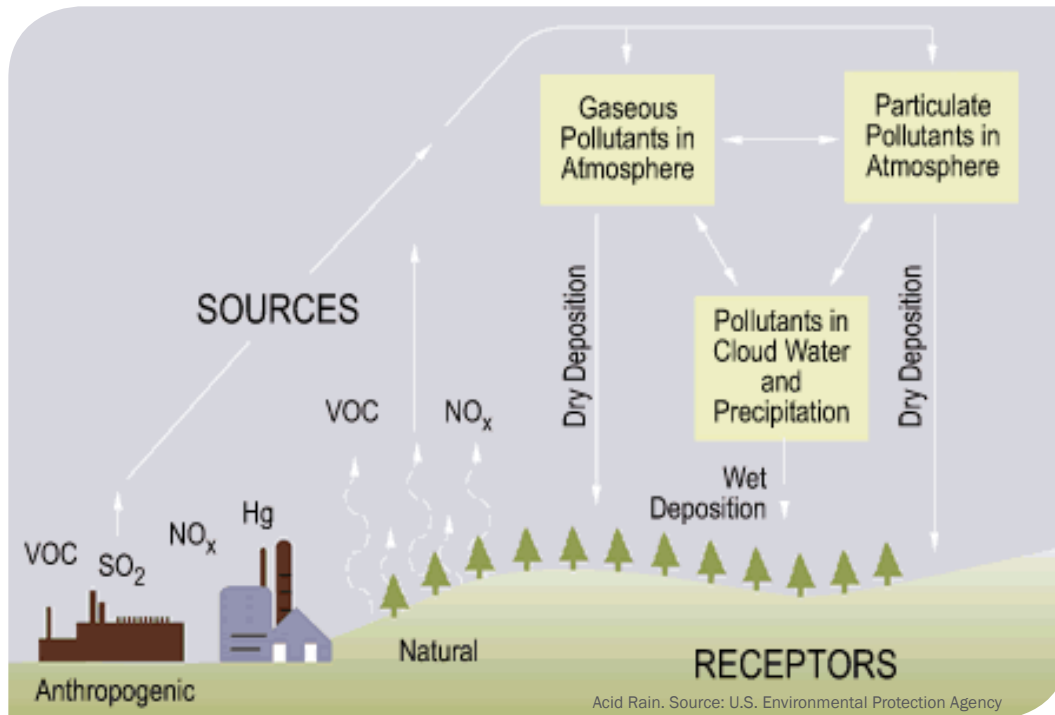 Gaseous
Pollutants in
Atmosphere
Particulate
Pollutants in
Atmosphere
SOURCES
Dry Deposition
Pollutants in
Cloud Water
and
Precipitation
Dry Deposition
VOC
NOx
Wet
Deposition
VOC
SO2
NOx
Hg
Natural
RECEPTORS
Anthropogenic
Acid Rain. Source: U.S. Environmental Protection Agency